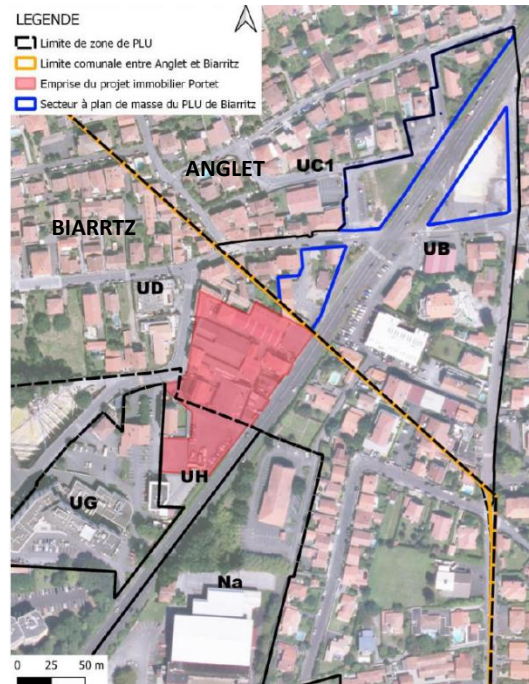 LEGENDE
Limite de zone de PLU
Limite comunale entre Anglet et Biarritz
Emprise du projet immobilier Portet
Secteur à plan de masse du PLU de Biarritz
ANGLET
UC1
BIARRTZ
UB
UD
UH
UG
Na
0 25 50 m